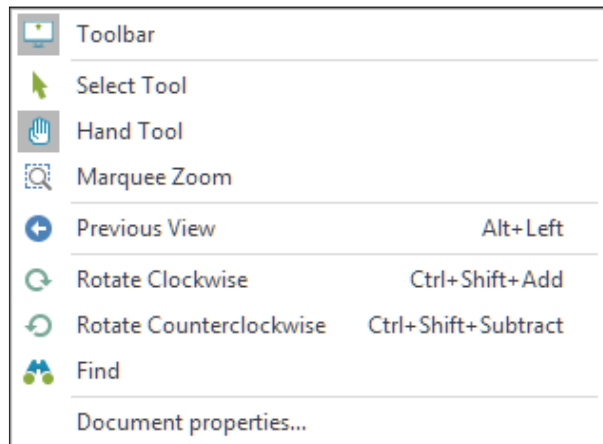 Toolbar
Select Tool
Hand Tool
Marquee Zoom
Previous View Alt+Left
Rotate Clockwise Ctrl+Shift+Add
Rotate Counterclockwise Ctrl+Shift+Subtract
Find
Document properties...